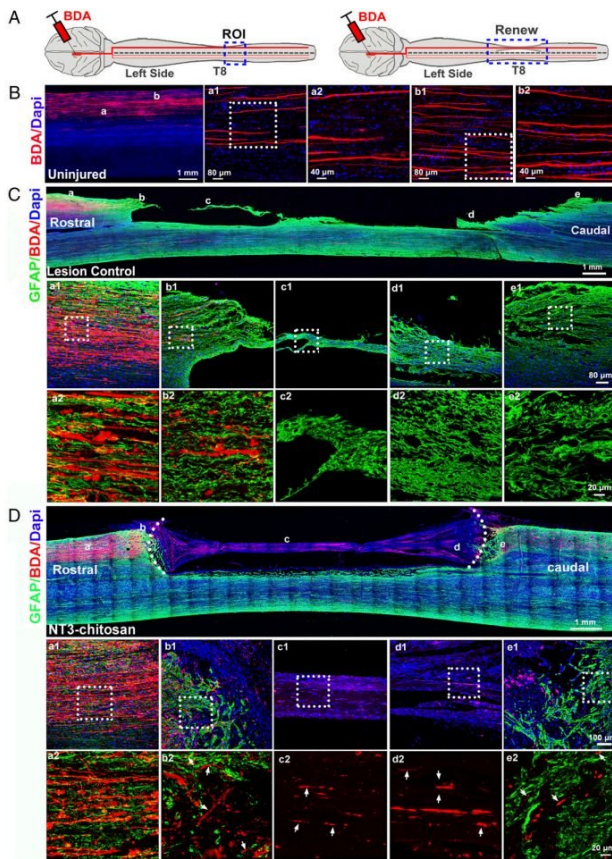 A
BDA
ROI
Left Side
T8
BDA
Renew
Left Side
T8
B
BDA/Dapi
b
a
Uninjured
1 mm
a1
80 µm
a2
40 µm
b1
80 µm
b2
40 µm
C
GFAP/BDA/Dapi
a
b
c
d
e
Rostral
Caudal
Lesion Control
1 mm
a1
b1
c1
d1
e1
80 µm
a2
b2
c2
d2
e2
20 µm
D
GFAP/BDA/Dapi
a
b
c
d
e
Rostral
caudal
NT3-chitosan
1 mm
a1
b1
c1
d1
e1
100 µm
a2
b2
c2
d2
e2
20 µm